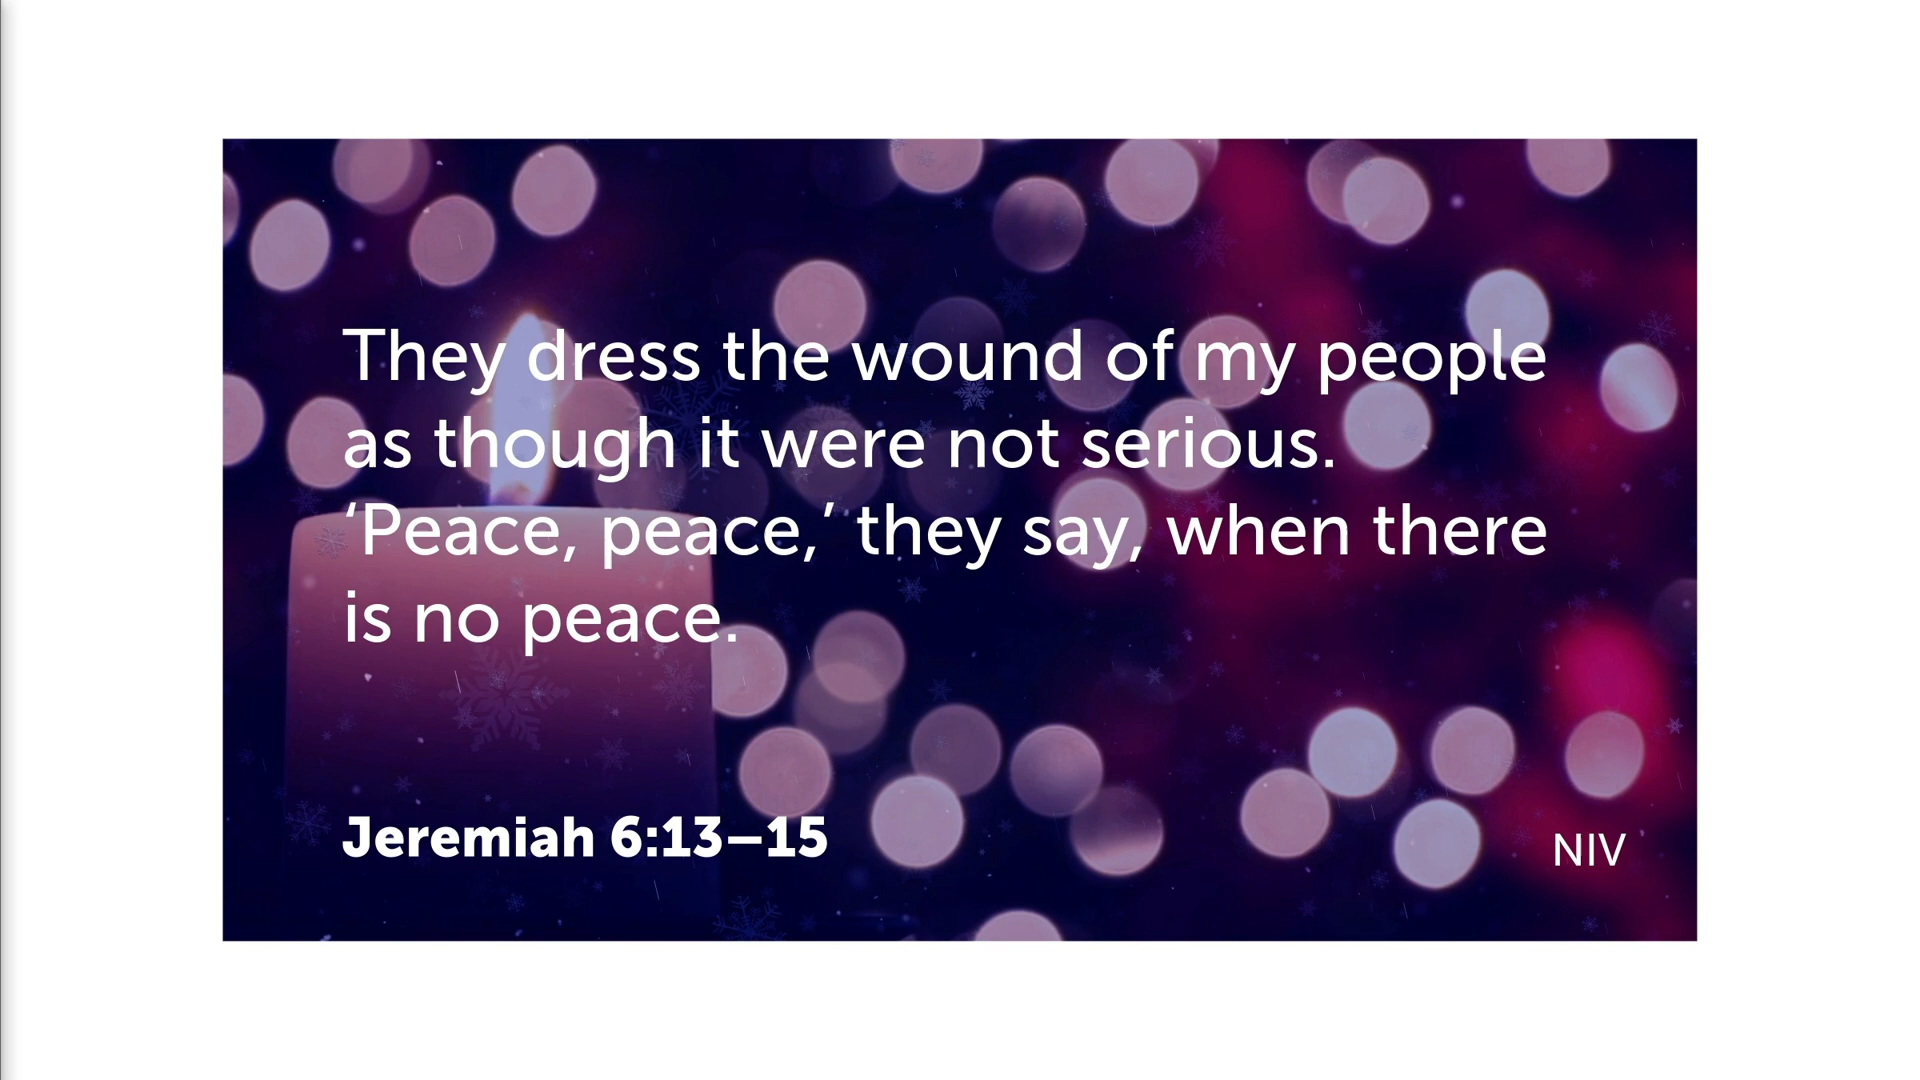 They dress the wound of my people
as though it were not serious.
‘Peace, peace,’ they say, when there
is no peace.
Jeremiah 6:13–15
NIV